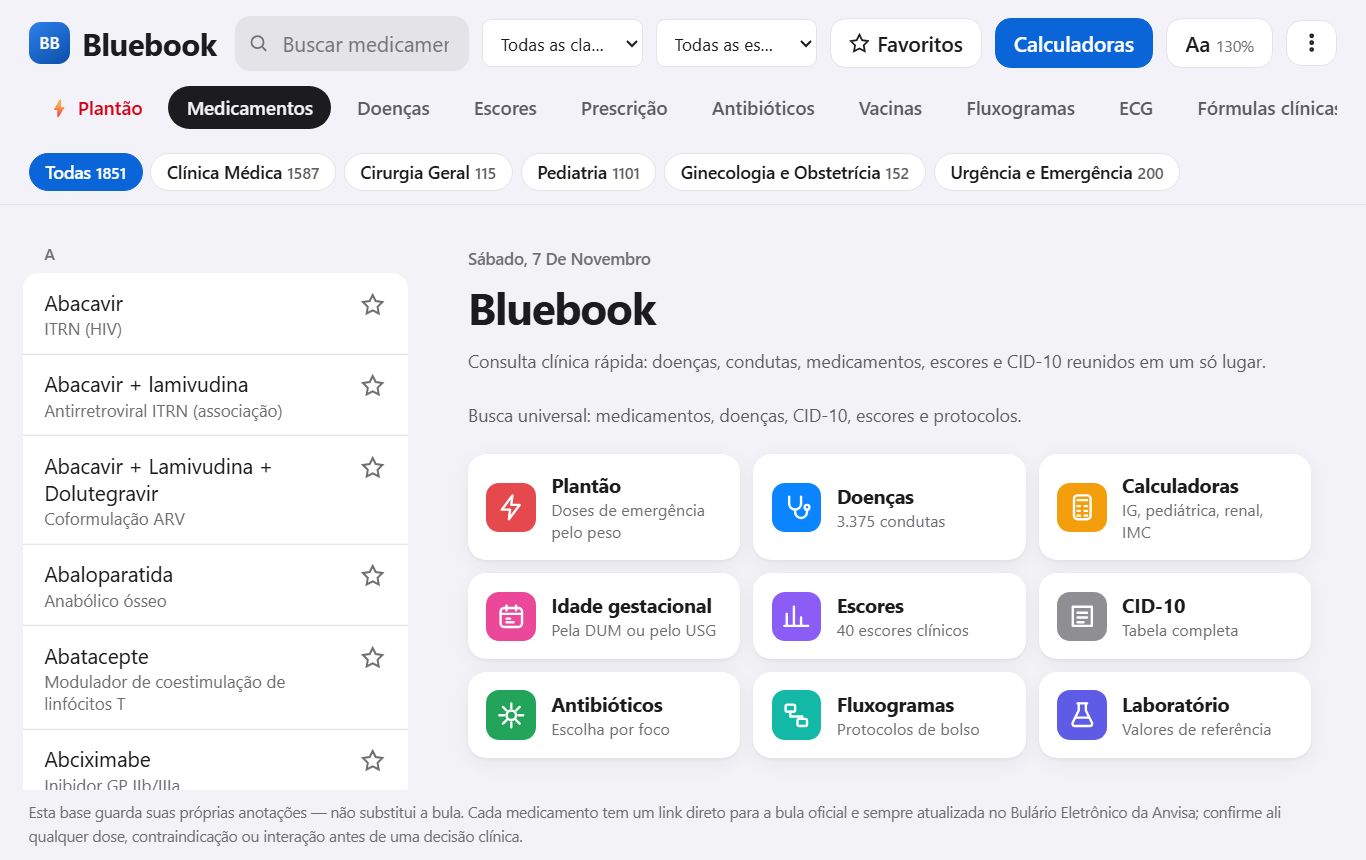 BB Bluebook Buscar medicamen Todas as cla... Todas as es... Favoritos Calculadoras Aa 130%
Plantão Medicamentos Doenças Escores Prescrição Antibióticos Vacinas Fluxogramas ECG Fórmulas clínicas
Todas 1851 Clínica Médica 1587 Cirurgia Geral 115 Pediatria 1101 Ginecologia e Obstetrícia 152 Urgência e Emergência 200
A
Abacavir
ITRN (HIV)
Abacavir + lamivudina
Antirretroviral ITRN (associação)
Abacavir + Lamivudina +
Dolutegravir
Coformulação ARV
Abaloparatida
Anabólico ósseo
Abatacepte
Modulador de coestimulação de
linfócitos T
Abciximabe
Inibidor GP IIb/IIIa
Sábado, 7 De Novembro
Bluebook
Consulta clínica rápida: doenças, condutas, medicamentos, escores e CID-10 reunidos em um só lugar.
Busca universal: medicamentos, doenças, CID-10, escores e protocolos.
Plantão
Doses de emergência
pelo peso
Doenças
3.375 condutas
Calculadoras
IG, pediátrica, renal,
IMC
Idade gestacional
Pela DUM ou pelo USG
Escores
40 escores clínicos
CID-10
Tabela completa
Antibióticos
Escolha por foco
Fluxogramas
Protocolos de bolso
Laboratório
Valores de referência
Esta base guarda suas próprias anotações — não substitui a bula. Cada medicamento tem um link direto para a bula oficial e sempre atualizada no Bulário Eletrônico da Anvisa; confirme ali
qualquer dose, contraindicação ou interação antes de uma decisão clínica.